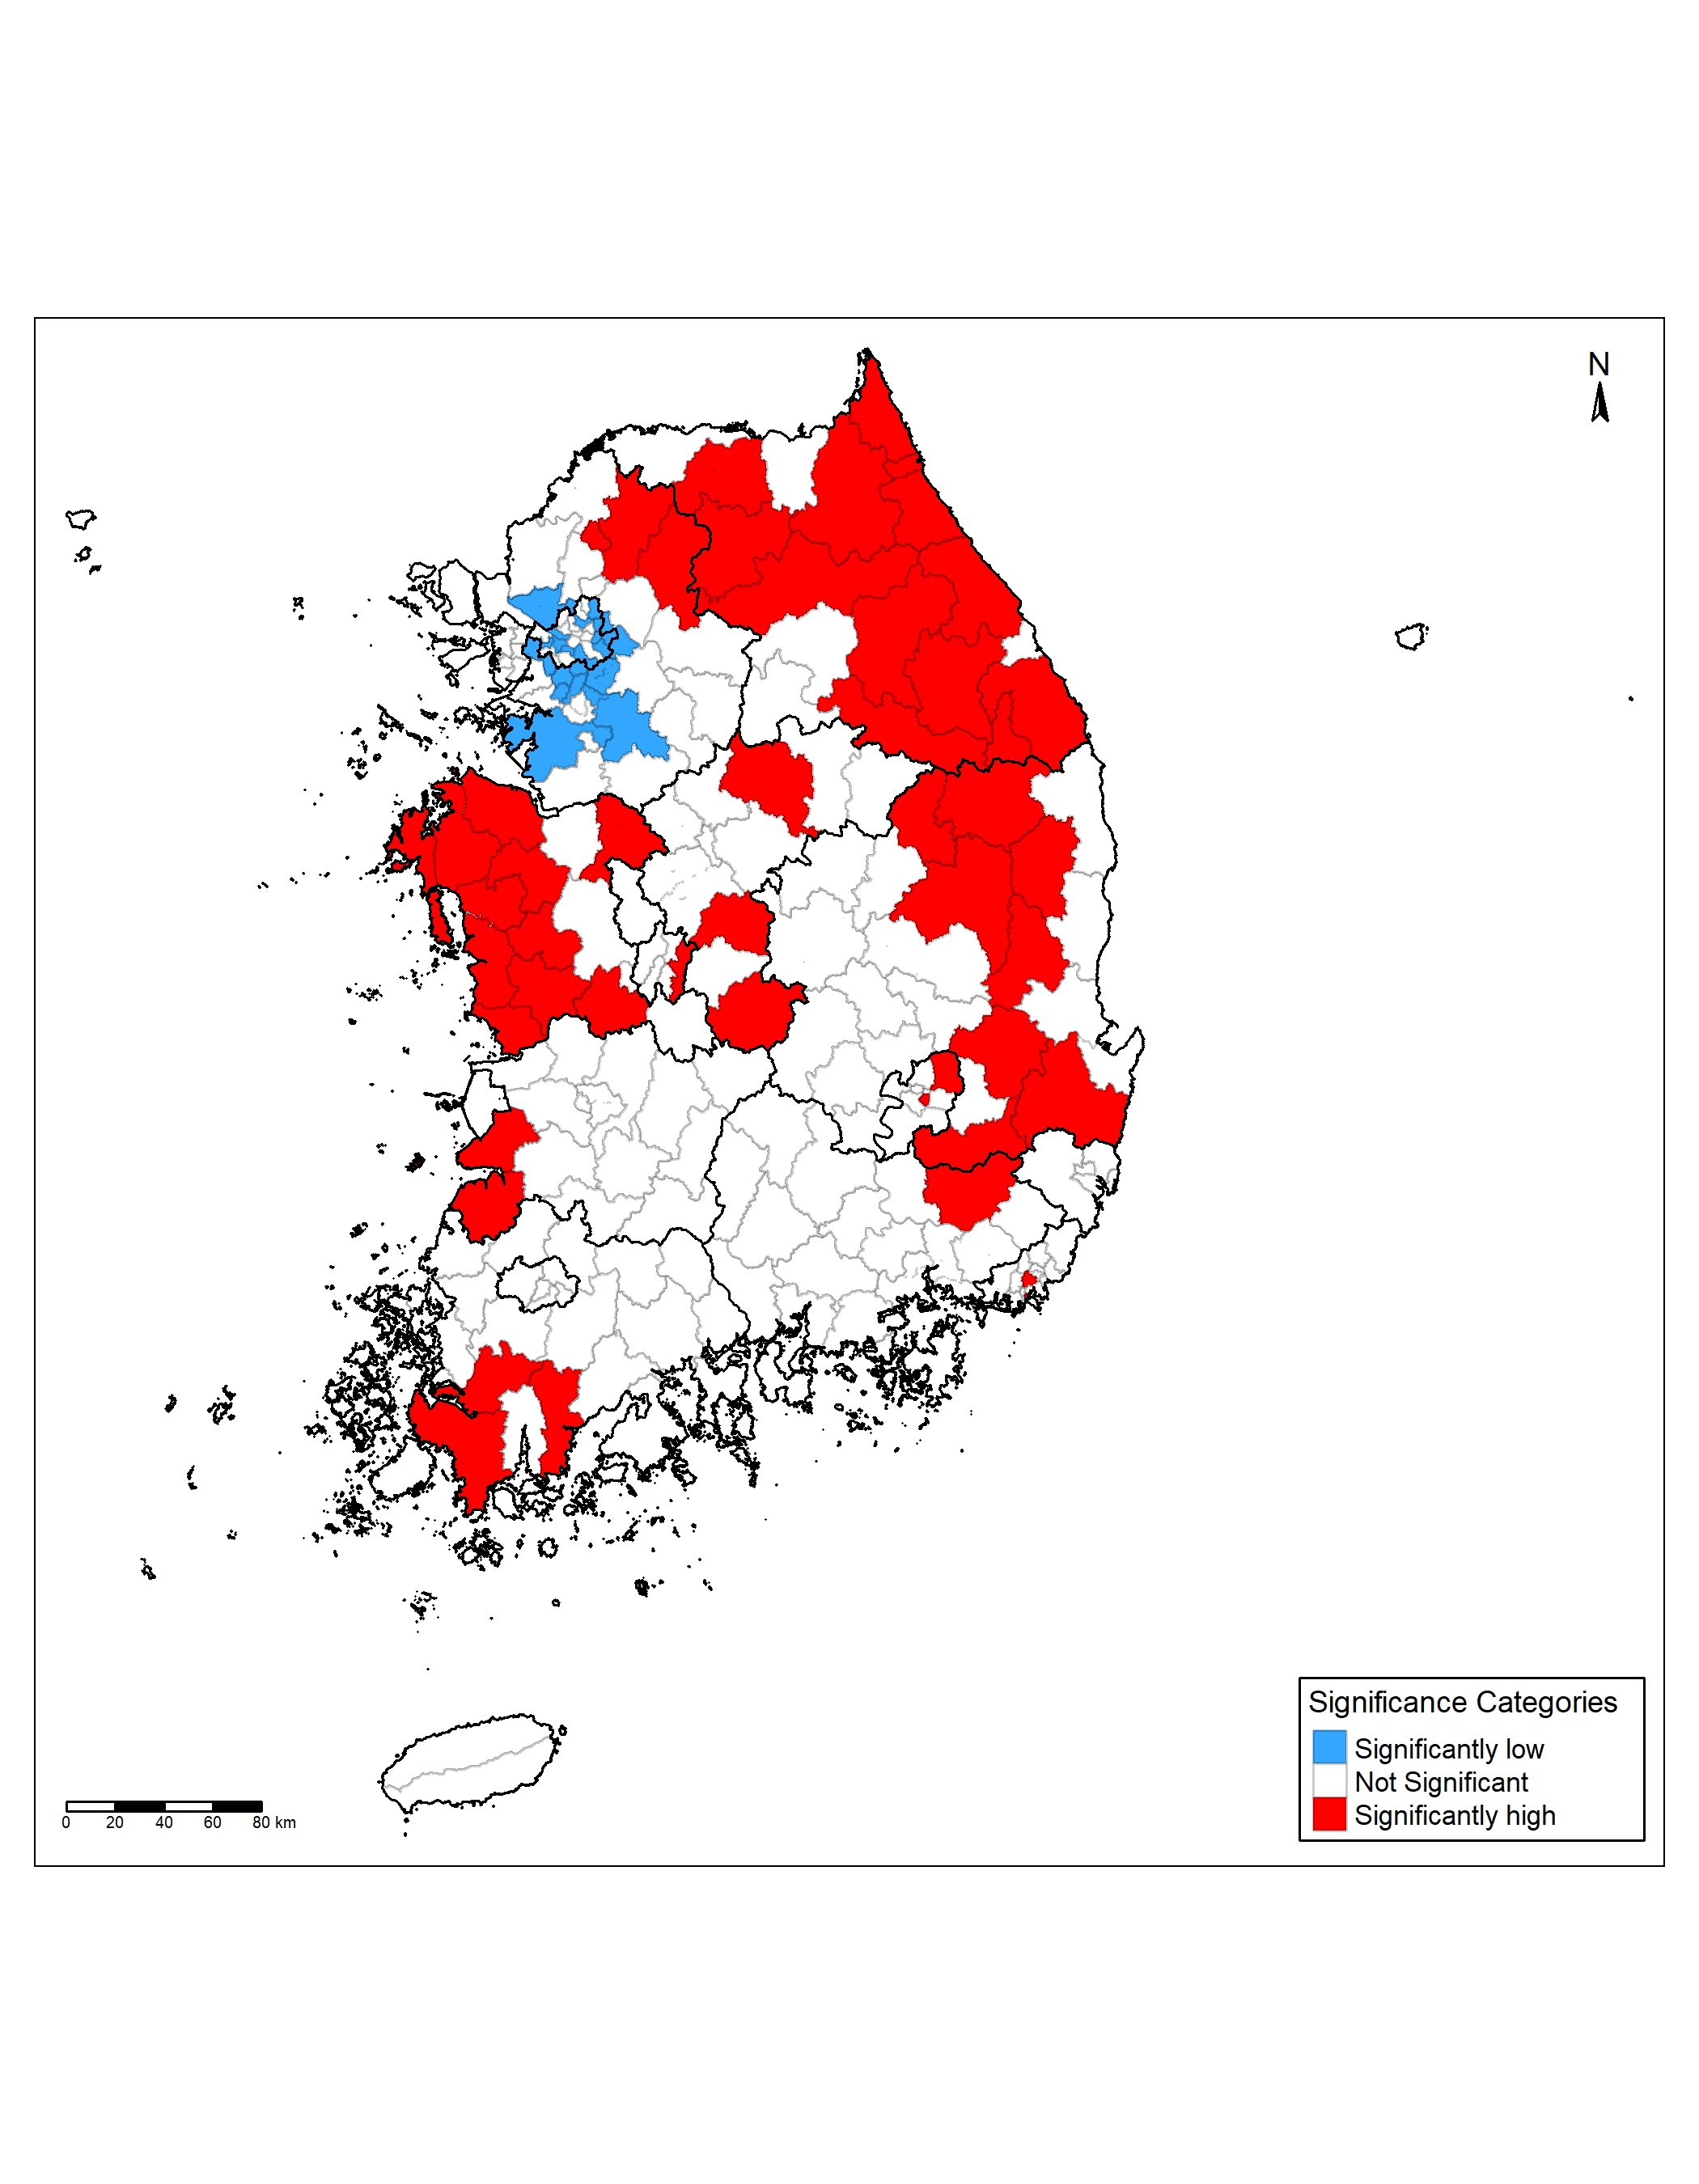 N
Significance Categories
Significantly low
Not Significant
Significantly high
0 20 40 60 80 km